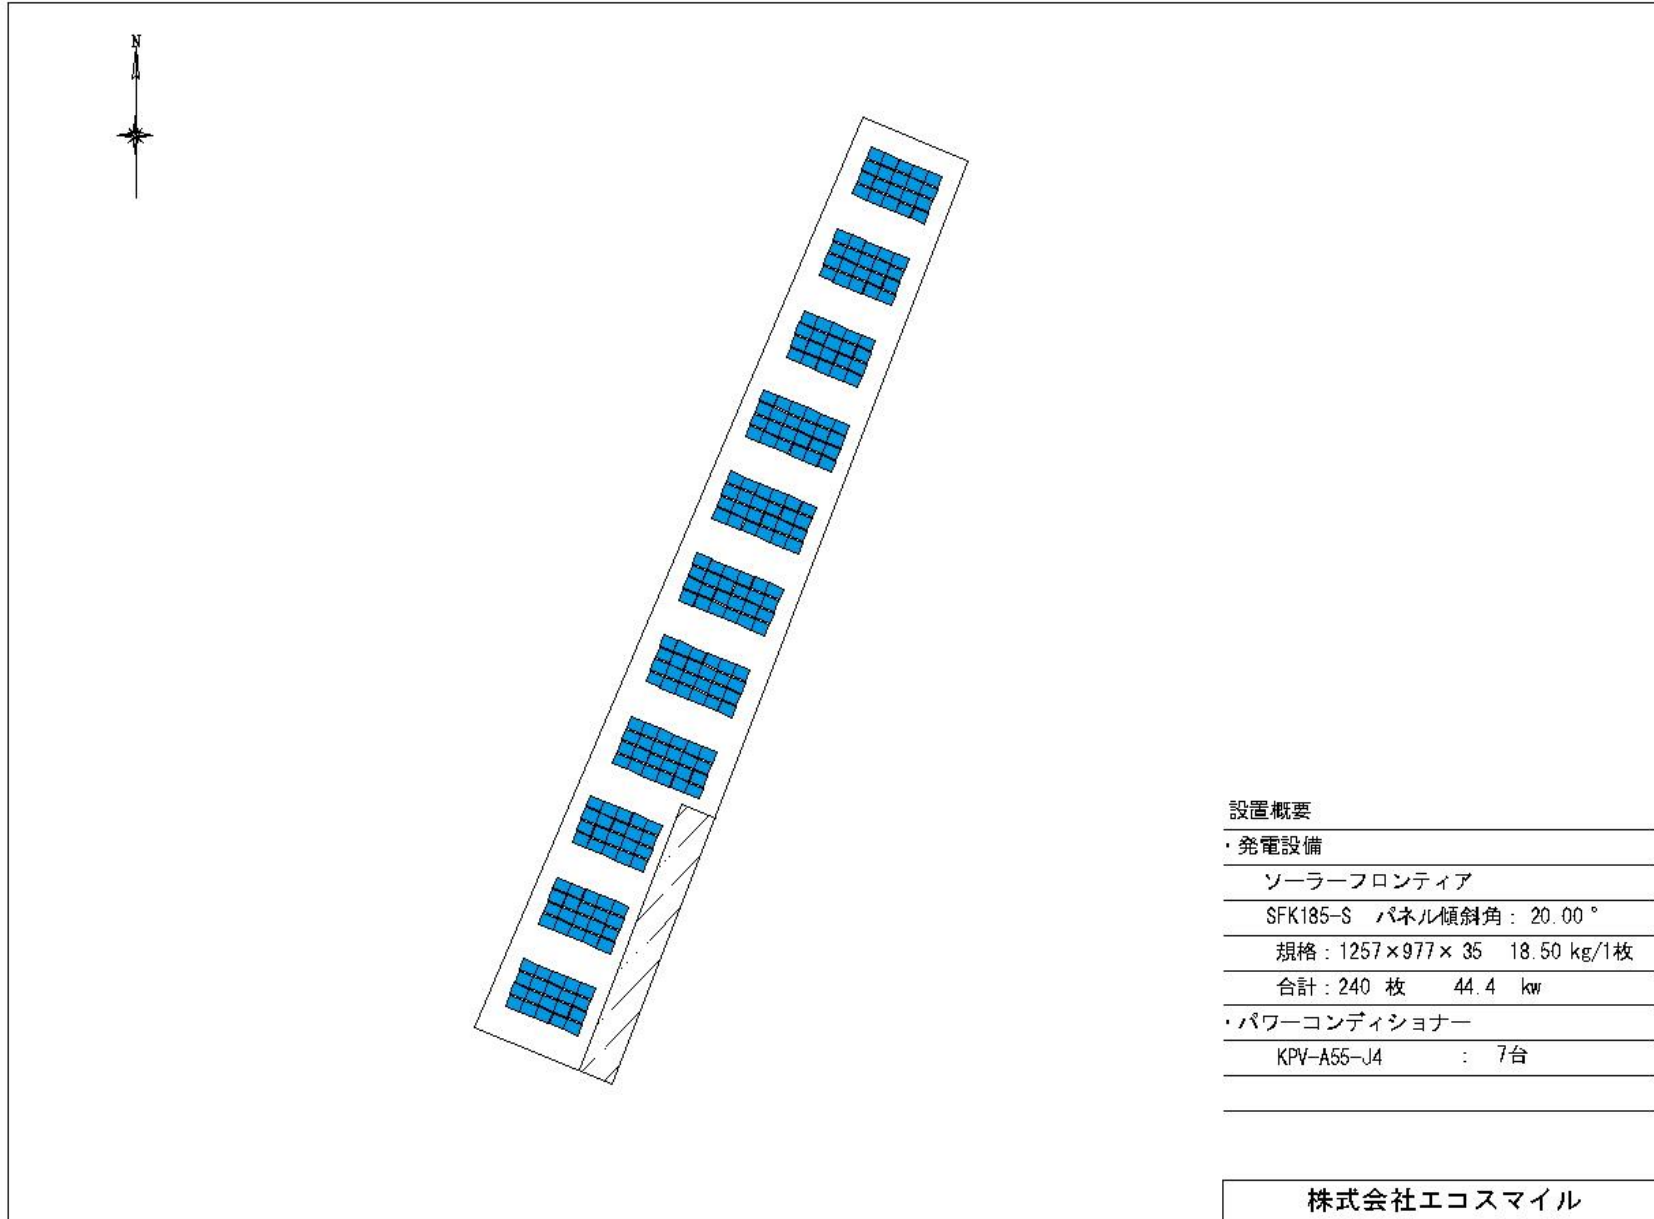 N
設置概要
・発電設備
ソーラーフロンティア
SFK185-S パネル傾斜角： 20.00°
規格：1257×977× 35 18.50 kg/1枚
合計：240 枚 44.4 kw
・パワーコンディショナー
KPV-A55-J4 ： 7台
株式会社エコスマイル